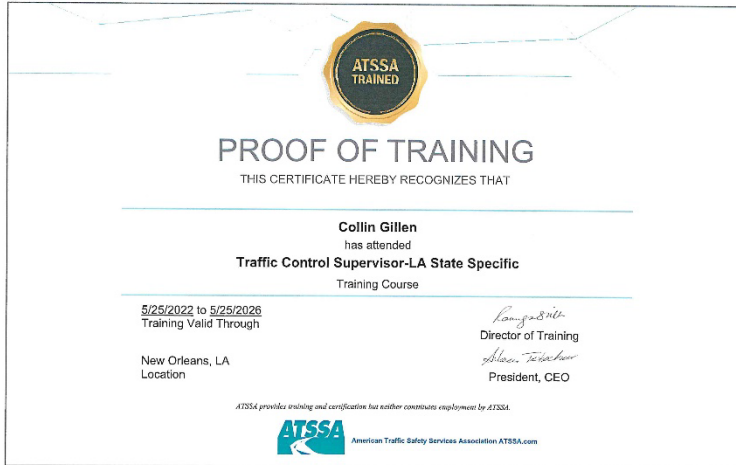 ATSSA
TRAINED
PROOF OF TRAINING
THIS CERTIFICATE HEREBY RECOGNIZES THAT
Collin Gillen
has attended
Traffic Control Supervisor-LA State Specific
Training Course
5/25/2022 to 5/25/2026
Training Valid Through
Director of Training
New Orleans, LA
Location
President, CEO
ATSSA provides training and certification but neither constitutes employment by ATSSA.
ATSSA
American Traffic Safety Services Association ATSSA.com